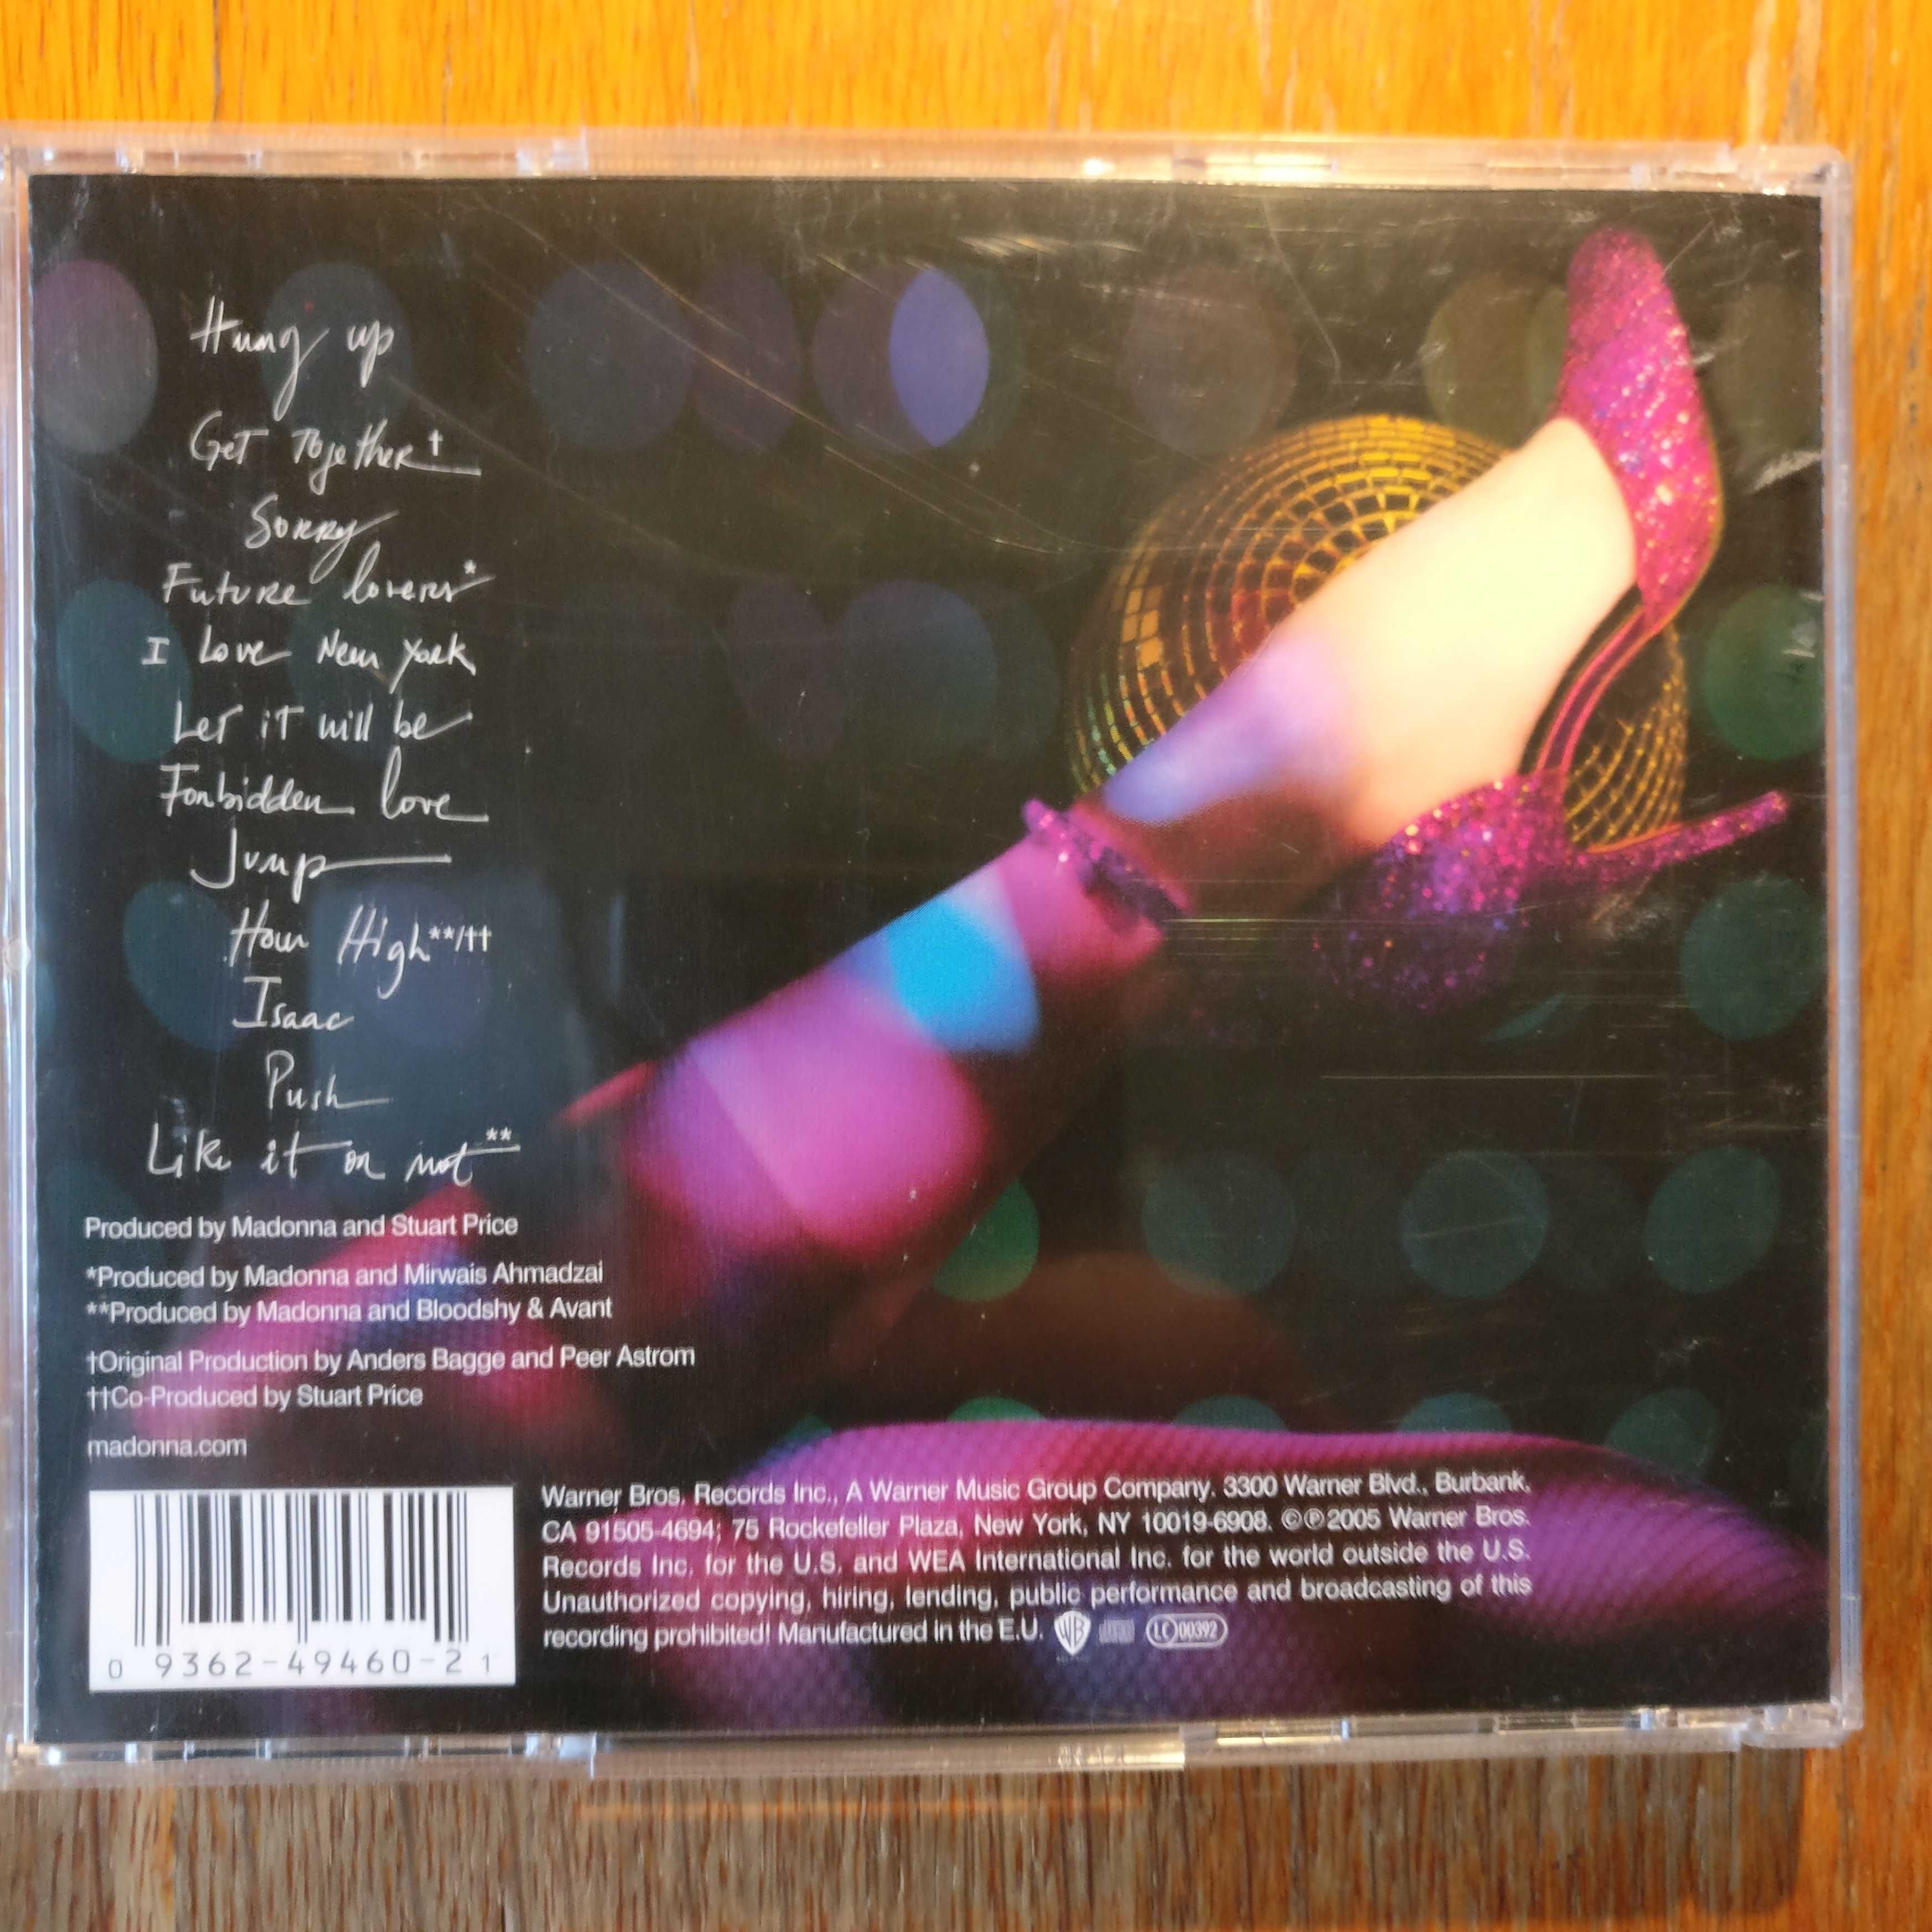 Hung up
Get Together†
Sorry
Future lovers*
I Love New York
Let it will be
Forbidden love
Jump
How High**/††
Isaac
Push
Like it or not**
Produced by Madonna and Stuart Price
*Produced by Madonna and Mirwais Ahmadzai
**Produced by Madonna and Bloodshy & Avant
†Original Production by Anders Bagge and Peer Astrom
††Co-Produced by Stuart Price
madonna.com
0 9362-49460-2 1
Warner Bros. Records Inc., A Warner Music Group Company. 3300 Warner Blvd., Burbank,
CA 91505-4694; 75 Rockefeller Plaza, New York, NY 10019-6908. ©℗2005 Warner Bros.
Records Inc. for the U.S. and WEA International Inc. for the world outside the U.S.
Unauthorized copying, hiring, lending, public performance and broadcasting of this
recording prohibited! Manufactured in the E.U. WB LC 00392